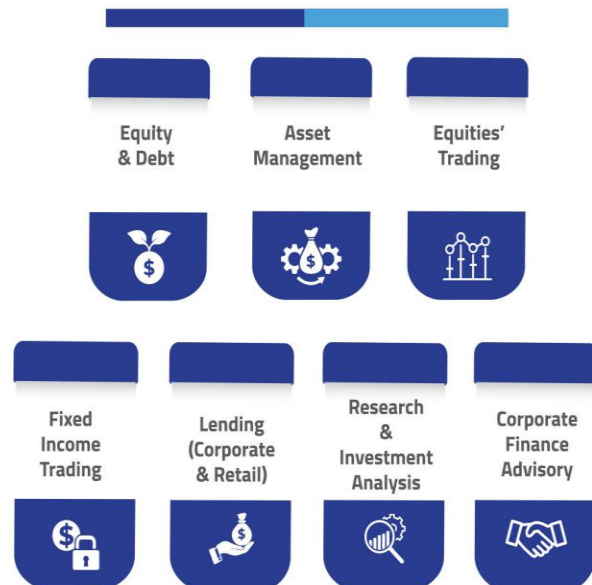 Equity
& Debt
Asset
Management
Equities’
Trading
$
$
Fixed
Income
Trading
Lending
(Corporate
& Retail)
Research
&
Investment
Analysis
Corporate
Finance
Advisory
$
$